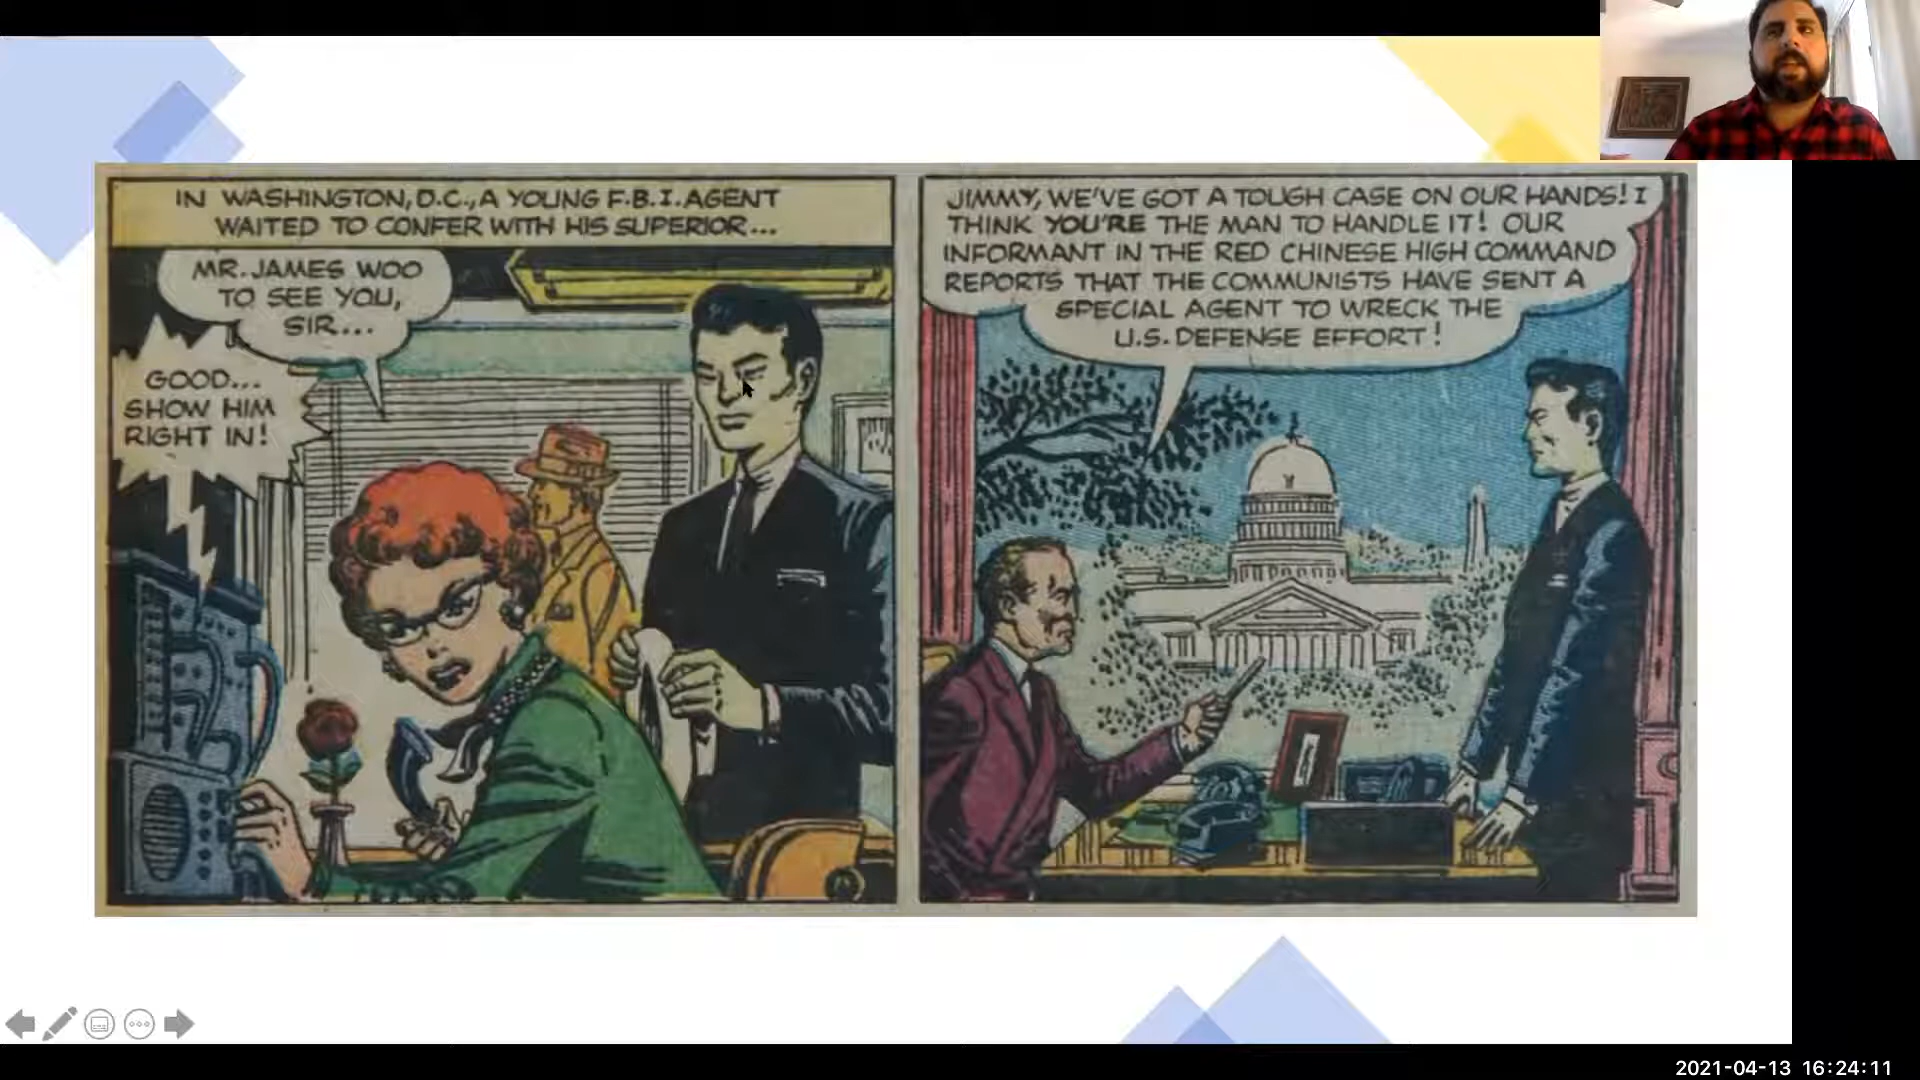 IN WASHINGTON, D.C., A YOUNG F.B.I. AGENT
WAITED TO CONFER WITH HIS SUPERIOR...
MR. JAMES WOO
TO SEE YOU,
SIR...
GOOD...
SHOW HIM
RIGHT IN!
JIMMY, WE'VE GOT A TOUGH CASE ON OUR HANDS! I
THINK YOU'RE THE MAN TO HANDLE IT! OUR
INFORMANT IN THE RED CHINESE HIGH COMMAND
REPORTS THAT THE COMMUNISTS HAVE SENT A
SPECIAL AGENT TO WRECK THE
U.S. DEFENSE EFFORT!
2021-04-13 16:24:11